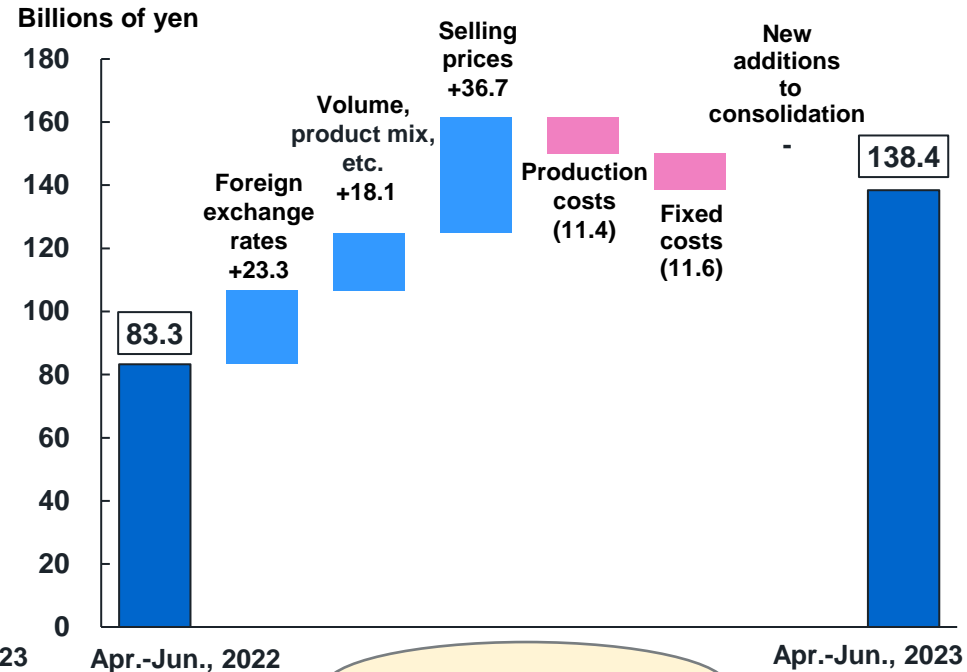 Billions of yen
180
160
140
120
100
80
60
40
20
0
83.3
Foreign
exchange
rates
+23.3
Volume,
product mix,
etc.
+18.1
Selling
prices
+36.7
Production
costs
(11.4)
Fixed
costs
(11.6)
New
additions
to
consolidation
-
138.4
23
Apr.-Jun., 2022
Apr.-Jun., 2023